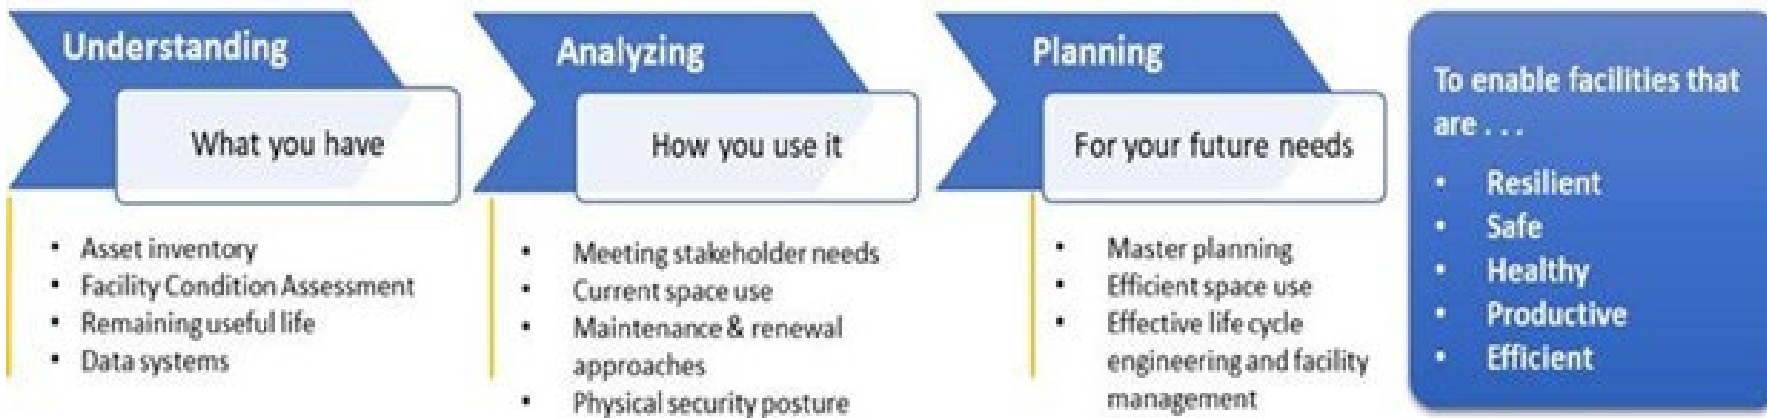 Understanding
What you have
• Asset inventory
• Facility Condition Assessment
• Remaining useful life
• Data systems
Analyzing
How you use it
• Meeting stakeholder needs
• Current space use
• Maintenance & renewal
approaches
• Physical security posture
Planning
For your future needs
• Master planning
• Efficient space use
• Effective life cycle
engineering and facility
management
To enable facilities that
are . . .
• Resilient
• Safe
• Healthy
• Productive
• Efficient